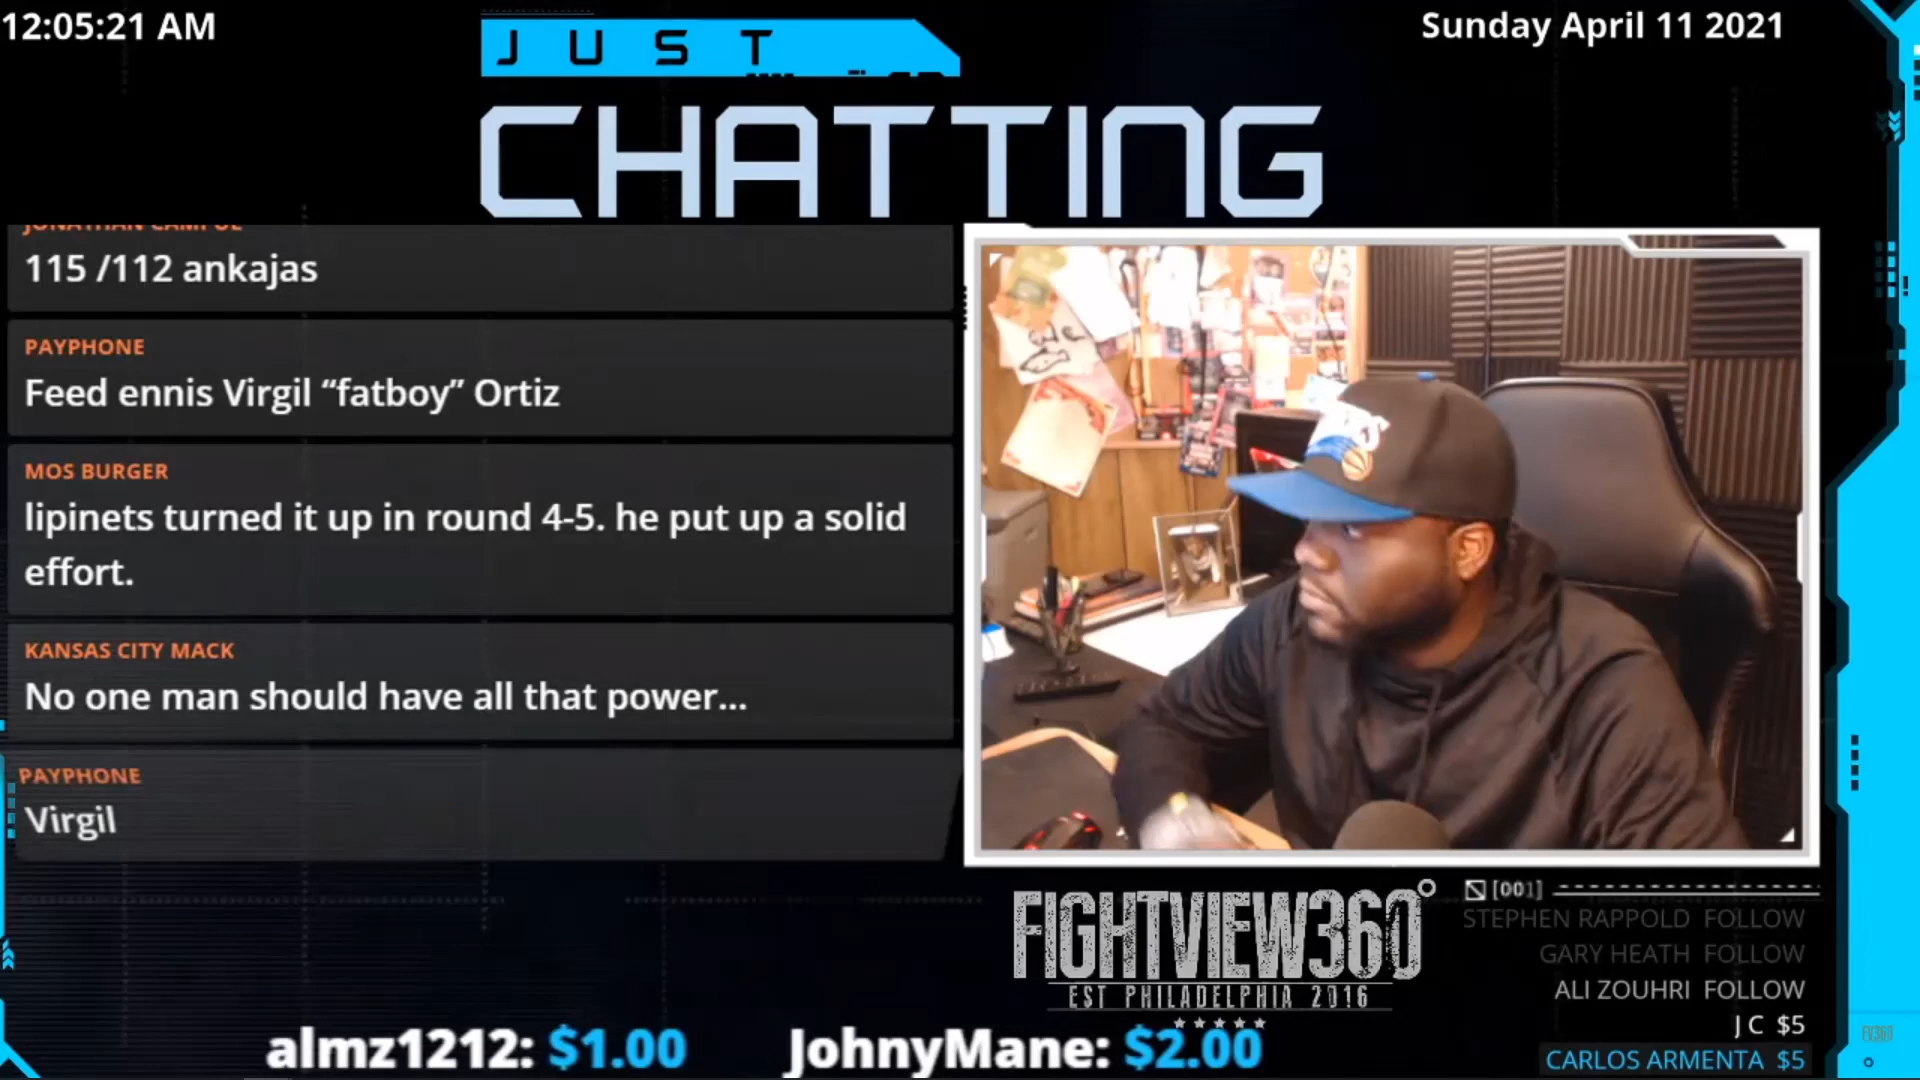 12:05:21 AM
Sunday April 11 2021
JUST
CHATTING
115 /112 ankajas
PAYPHONE
Feed ennis Virgil “fatboy” Ortiz
MOS BURGER
lipinets turned it up in round 4-5. he put up a solid
effort.
KANSAS CITY MACK
No one man should have all that power...
PAYPHONE
Virgil
FIGHTVIEW360°
EST PHILADELPHIA 2016
[001]
STEPHEN RAPPOLD FOLLOW
GARY HEATH FOLLOW
ALI ZOUHRI FOLLOW
J C $5
CARLOS ARMENTA $5
almz1212: $1.00 JohnyMane: $2.00
FV360